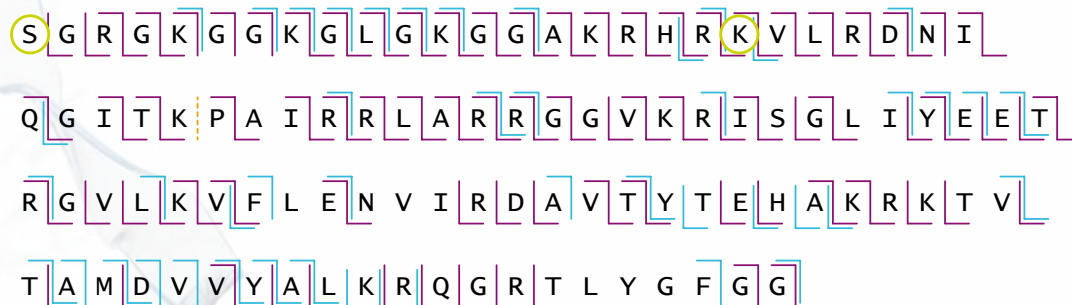 S G R G K G G K G L G K G G A K R H R K V L R D N I
Q G I T K P A I R R L A R R G G V K R I S G L I Y E E T
R G V L K V F L E N V I R D A V T Y T E H A K R K T V
T A M D V V Y A L K R Q G R T L Y G F G G